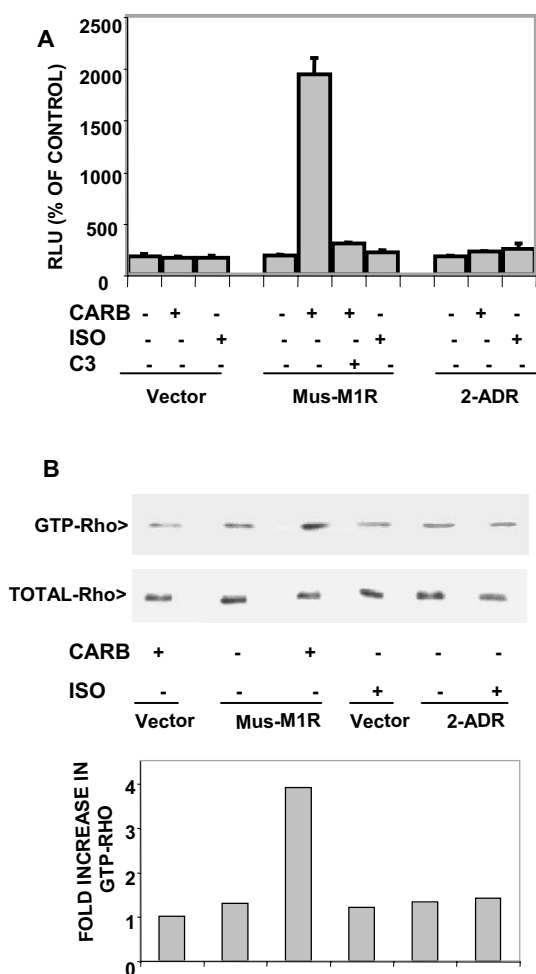 A
RLU (% OF CONTROL)
2500
2000
1500
1000
500
0
CARB - + - - + + - - + -
ISO - - + - - - + - - +
C3 - - - - - + - - - -
Vector Mus-M1R 2-ADR
B
GTP-Rho>
TOTAL-Rho>
CARB + - + - - -
ISO - - - + - +
Vector Mus-M1R Vector 2-ADR
FOLD INCREASE IN
GTP-RHO
4
3
2
1
0